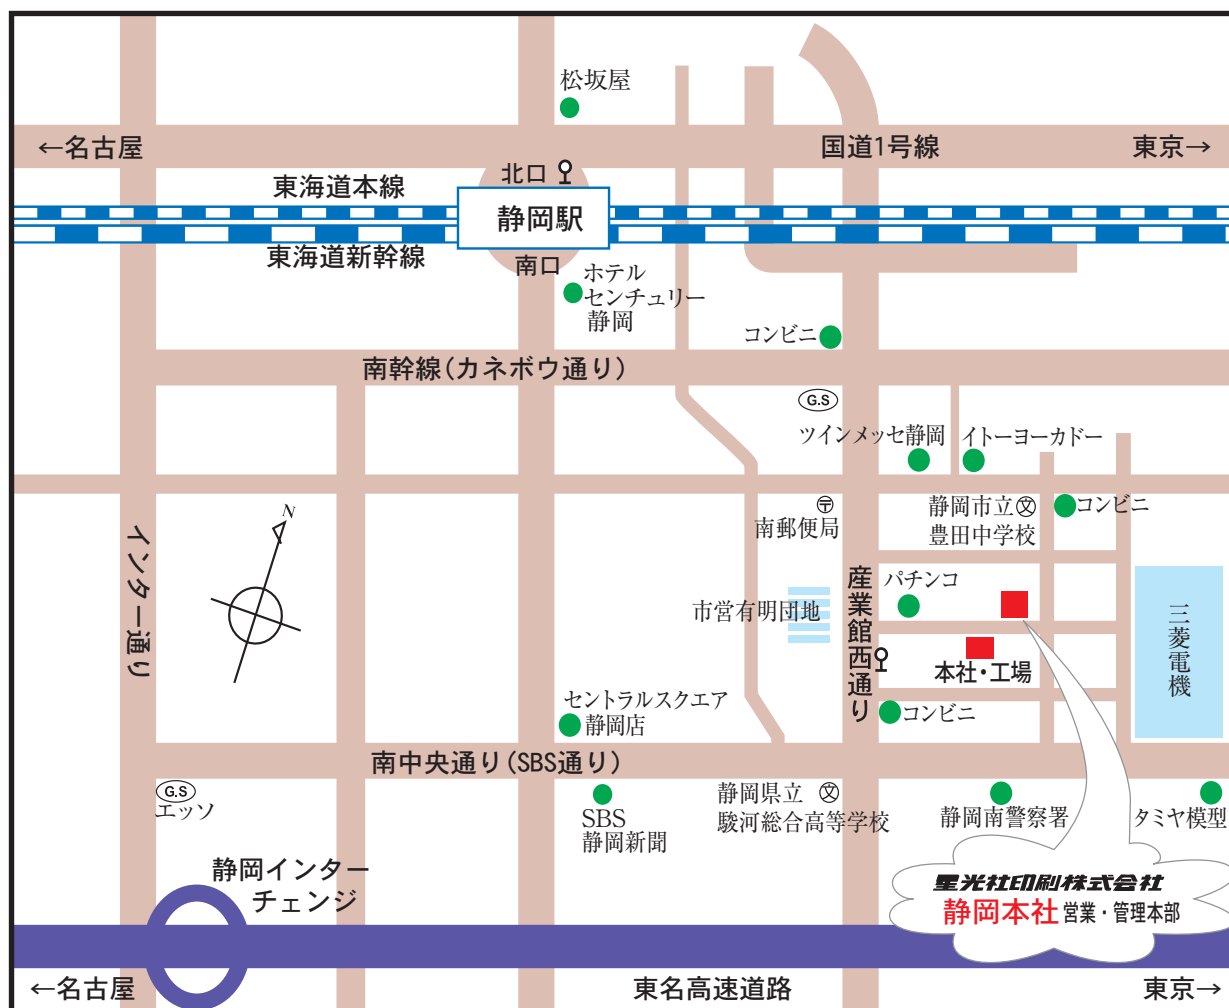 松坂屋
←名古屋
国道1号線
東京→
北口
東海道本線
静岡駅
東海道新幹線
南口
ホテル
センチュリー
静岡
コンビニ
南幹線(カネボウ通り)
G.S
ツインメッセ静岡
イトーヨーカドー
N
〒
南郵便局
静岡市立 文
豊田中学校
コンビニ
インター通り
産業館西通り
パチンコ
市営有明団地
三菱電機
本社・工場
セントラルスクエア
静岡店
コンビニ
南中央通り(SBS通り)
G.S
エッソ
SBS
静岡新聞
静岡県立 文
駿河総合高等学校
静岡南警察署
タミヤ模型
静岡インター
チェンジ
星光社印刷株式会社
静岡本社 営業・管理本部
←名古屋
東名高速道路
東京→